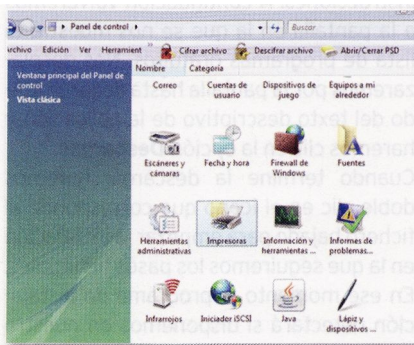 Panel de control
Buscar
rchivo Edición Ver Herramient Cifrar archivo Descifrar archivo Abrir/Cerrar PSD
Ventana principal del Panel de control
Vista clásica
Nombre Categoría
Correo Cuentas de usuario Dispositivos de juego Equipos a mi alrededor
Escáneres y cámaras Fecha y hora Firewall de Windows Fuentes
Herramientas administrativas Impresoras Información y herramientas ... Informes de problemas...
Infrarrojos Iniciador iSCSI Java Lápiz y dispositivos ...